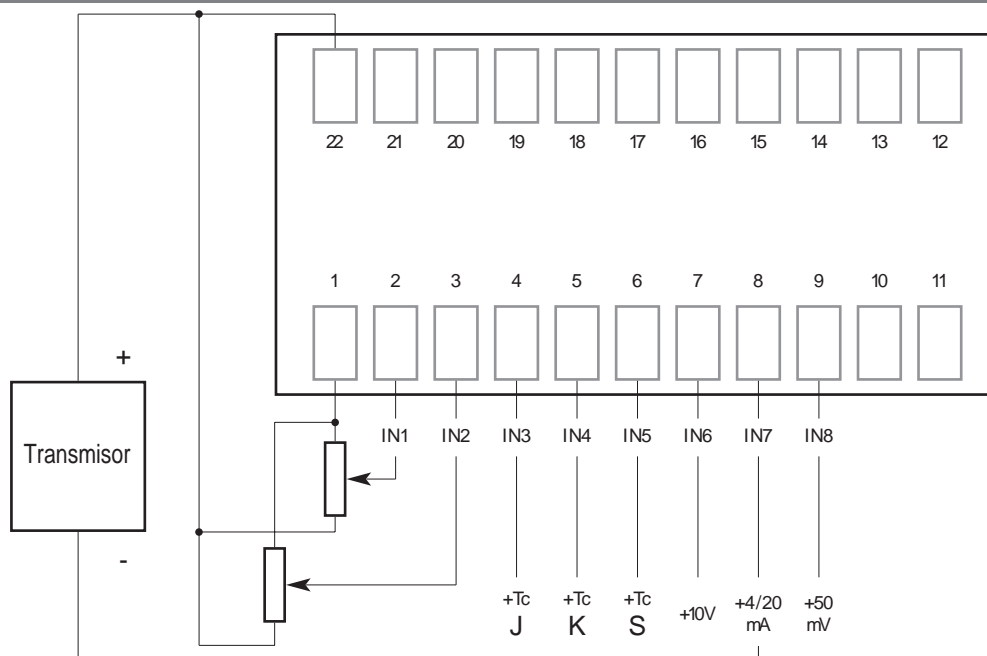 22 21 20 19 18 17 16 15 14 13 12
1 2 3 4 5 6 7 8 9 10 11
+
Transmisor
-
IN1 IN2 IN3 IN4 IN5 IN6 IN7 IN8
+Tc +Tc +Tc +10V +4/20 +50
J K S mA mV